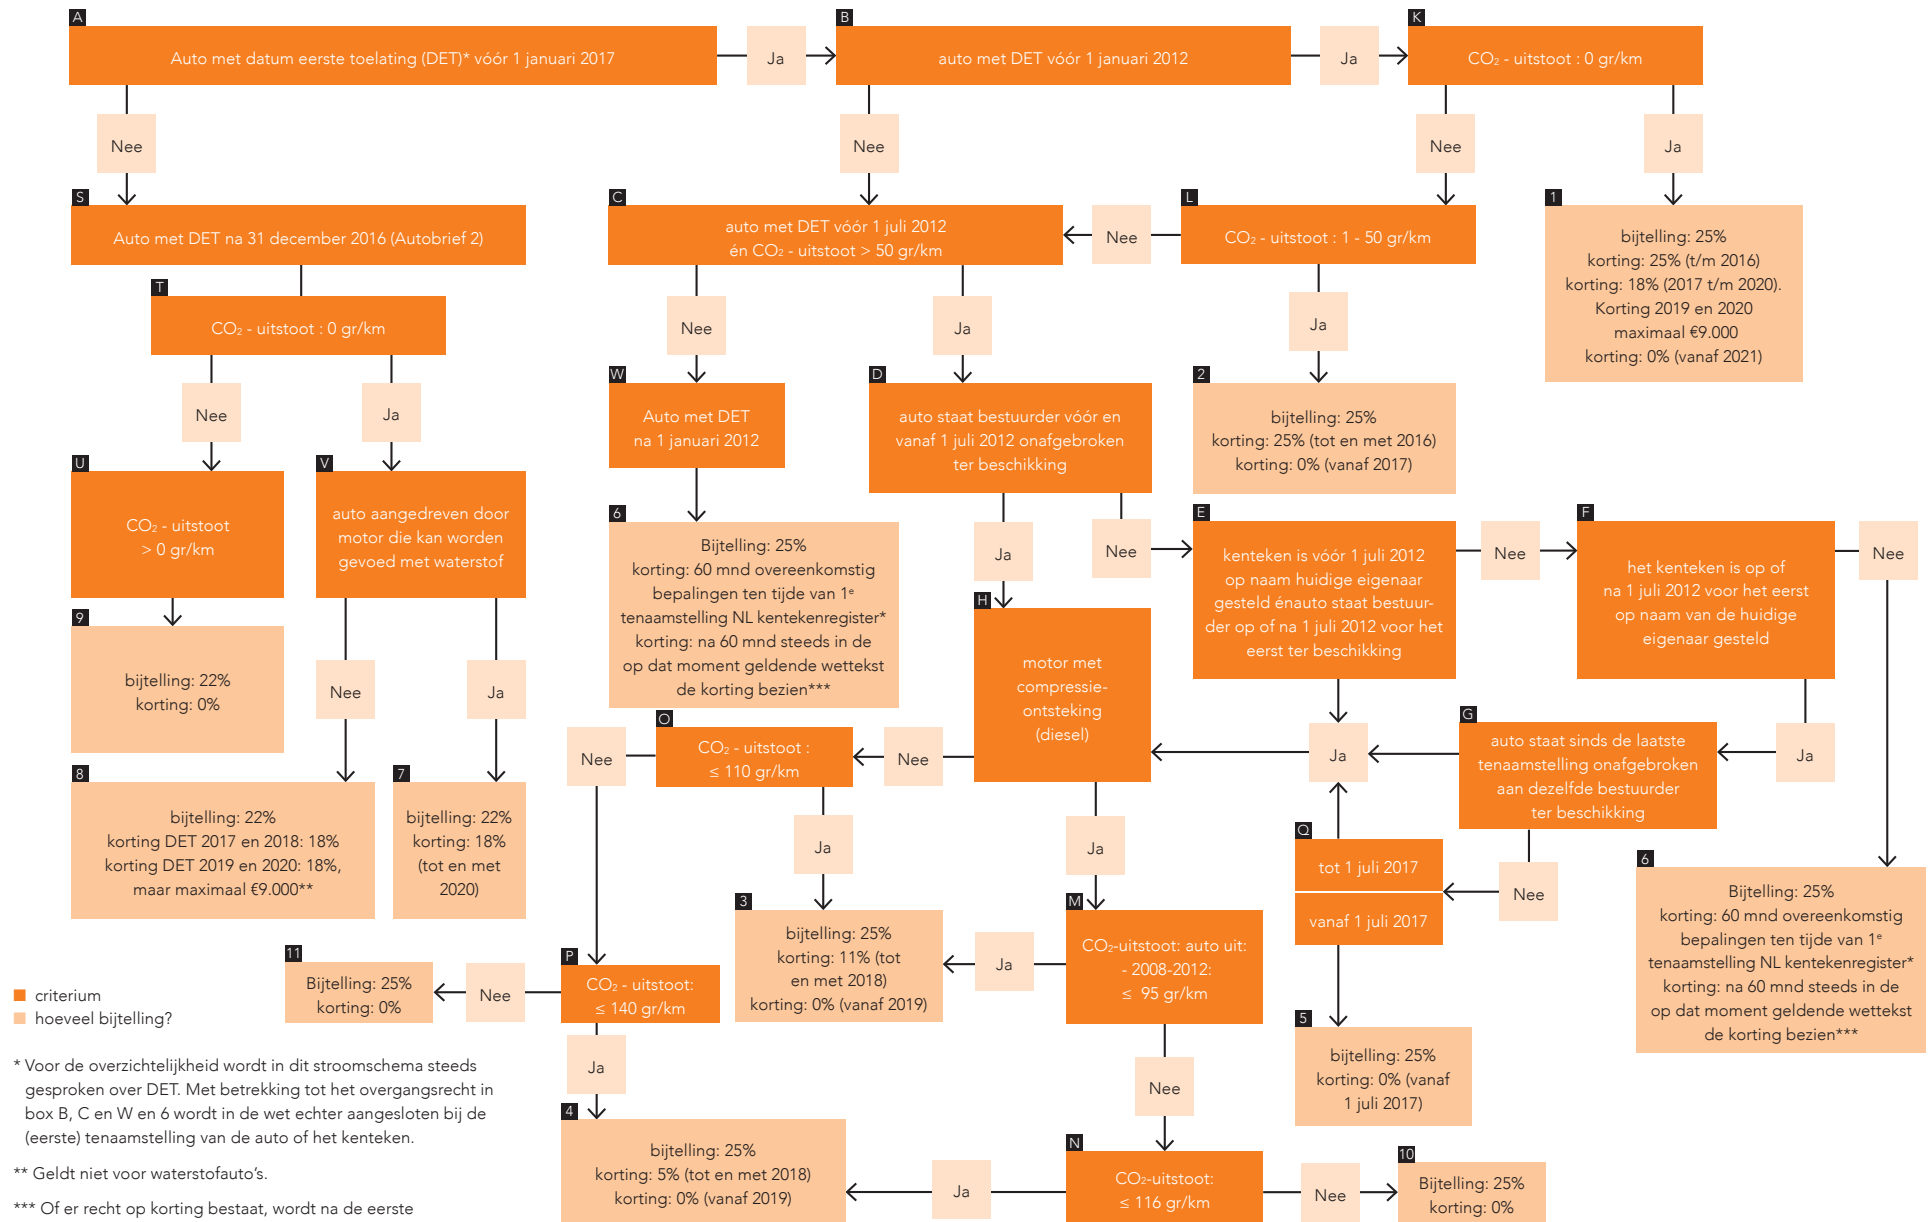 A
Auto met datum eerste toelating (DET)* vóór 1 januari 2017
Ja
B
auto met DET vóór 1 januari 2012
Ja
K
CO₂ - uitstoot : 0 gr/km
Nee
Nee
Nee
Ja
S
Auto met DET na 31 december 2016 (Autobrief 2)
C
auto met DET vóór 1 juli 2012
én CO₂ - uitstoot > 50 gr/km
Nee
L
CO₂ - uitstoot : 1 - 50 gr/km
1
bijtelling: 25%
korting: 25% (t/m 2016)
korting: 18% (2017 t/m 2020).
Korting 2019 en 2020
maximaal €9.000
korting: 0% (vanaf 2021)
T
CO₂ - uitstoot : 0 gr/km
Nee
Ja
Ja
Nee
Ja
W
Auto met DET
na 1 januari 2012
D
auto staat bestuurder vóór en
vanaf 1 juli 2012 onafgebroken
ter beschikking
2
bijtelling: 25%
korting: 25% (tot en met 2016)
korting: 0% (vanaf 2017)
U
CO₂ - uitstoot
> 0 gr/km
V
auto aangedreven door
motor die kan worden
gevoed met waterstof
6
Bijtelling: 25%
korting: 60 mnd overeenkomstig
bepalingen ten tijde van 1ᵉ
tenaamstelling NL kentekenregister*
korting: na 60 mnd steeds in de
op dat moment geldende wettekst
de korting bezien***
Ja
Nee
E
kenteken is vóór 1 juli 2012
op naam huidige eigenaar
gesteld énauto staat bestuur-
der op of na 1 juli 2012 voor het
eerst ter beschikking
Nee
F
het kenteken is op of
na 1 juli 2012 voor het eerst
op naam van de huidige
eigenaar gesteld
Nee
9
bijtelling: 22%
korting: 0%
Nee
Ja
H
motor met
compressie-
ontsteking
(diesel)
O
CO₂ - uitstoot :
≤ 110 gr/km
Nee
Nee
Ja
G
auto staat sinds de laatste
tenaamstelling onafgebroken
aan dezelfde bestuurder
ter beschikking
Ja
8
bijtelling: 22%
korting DET 2017 en 2018: 18%
korting DET 2019 en 2020: 18%,
maar maximaal €9.000**
7
bijtelling: 22%
korting: 18%
(tot en met
2020)
Ja
Ja
Q
tot 1 juli 2017
vanaf 1 juli 2017
Nee
6
Bijtelling: 25%
korting: 60 mnd overeenkomstig
bepalingen ten tijde van 1ᵉ
tenaamstelling NL kentekenregister*
korting: na 60 mnd steeds in de
op dat moment geldende wettekst
de korting bezien***
3
bijtelling: 25%
korting: 11% (tot
en met 2018)
korting: 0% (vanaf 2019)
Ja
M
CO₂-uitstoot: auto uit:
- 2008-2012:
≤ 95 gr/km
11
Bijtelling: 25%
korting: 0%
Nee
P
CO₂ - uitstoot:
≤ 140 gr/km
5
bijtelling: 25%
korting: 0% (vanaf
1 juli 2017)
criterium
hoeveel bijtelling?
Ja
Nee
4
bijtelling: 25%
korting: 5% (tot en met 2018)
korting: 0% (vanaf 2019)
Ja
N
CO₂-uitstoot:
≤ 116 gr/km
Nee
10
Bijtelling: 25%
korting: 0%
* Voor de overzichtelijkheid wordt in dit stroomschema steeds
gesproken over DET. Met betrekking tot het overgangsrecht in
box B, C en W en 6 wordt in de wet echter aangesloten bij de
(eerste) tenaamstelling van de auto of het kenteken.
** Geldt niet voor waterstofauto's.
*** Of er recht op korting bestaat, wordt na de eerste